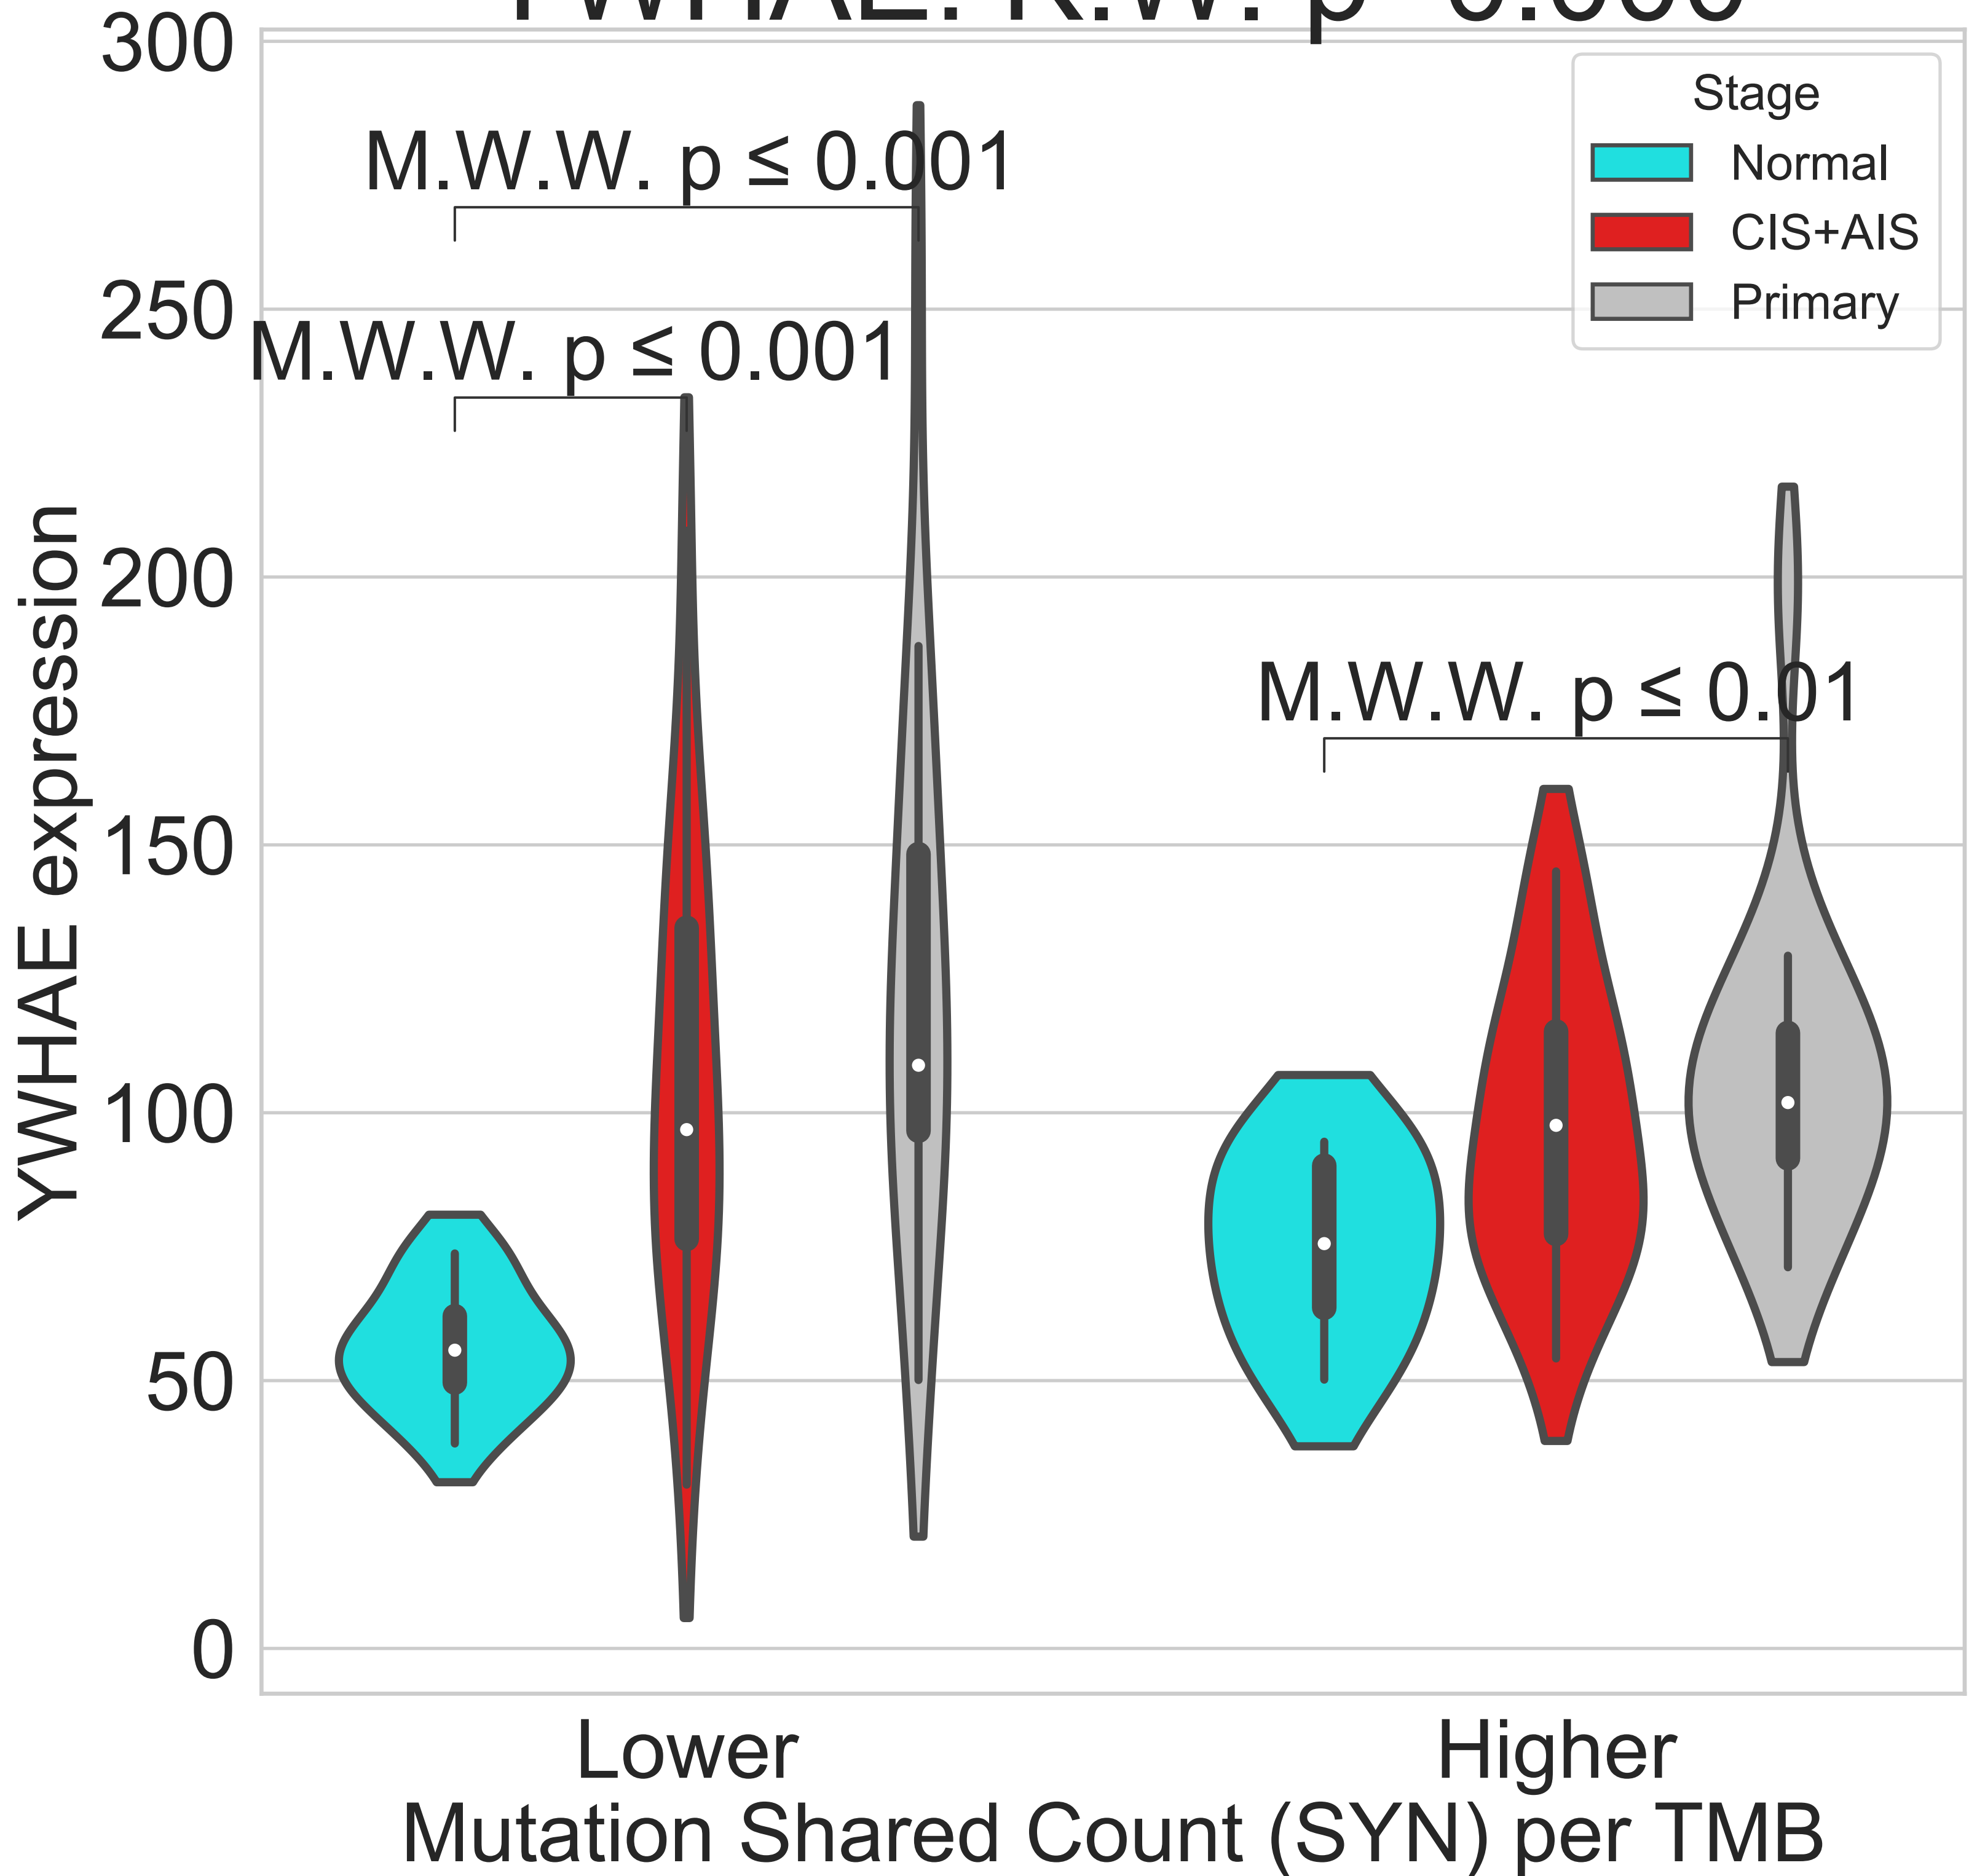 300
250
200
150
100
50
0
YWHAE expression
M.W.W. p ≤ 0.001
M.W.W. p ≤ 0.001
M.W.W. p ≤ 0.01
Stage
Normal
CIS+AIS
Primary
Lower
Higher
Mutation Shared Count (SYN) per TMB